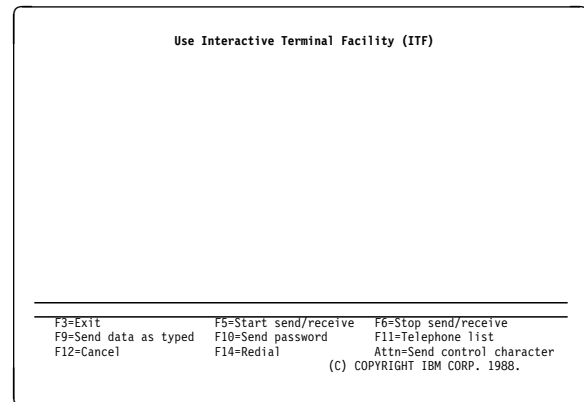 Use Interactive Terminal Facility (ITF)
F3=Exit F5=Start send/receive F6=Stop send/receive
F9=Send data as typed F10=Send password F11=Telephone list
F12=Cancel F14=Redial Attn=Send control character
(C) COPYRIGHT IBM CORP. 1988.